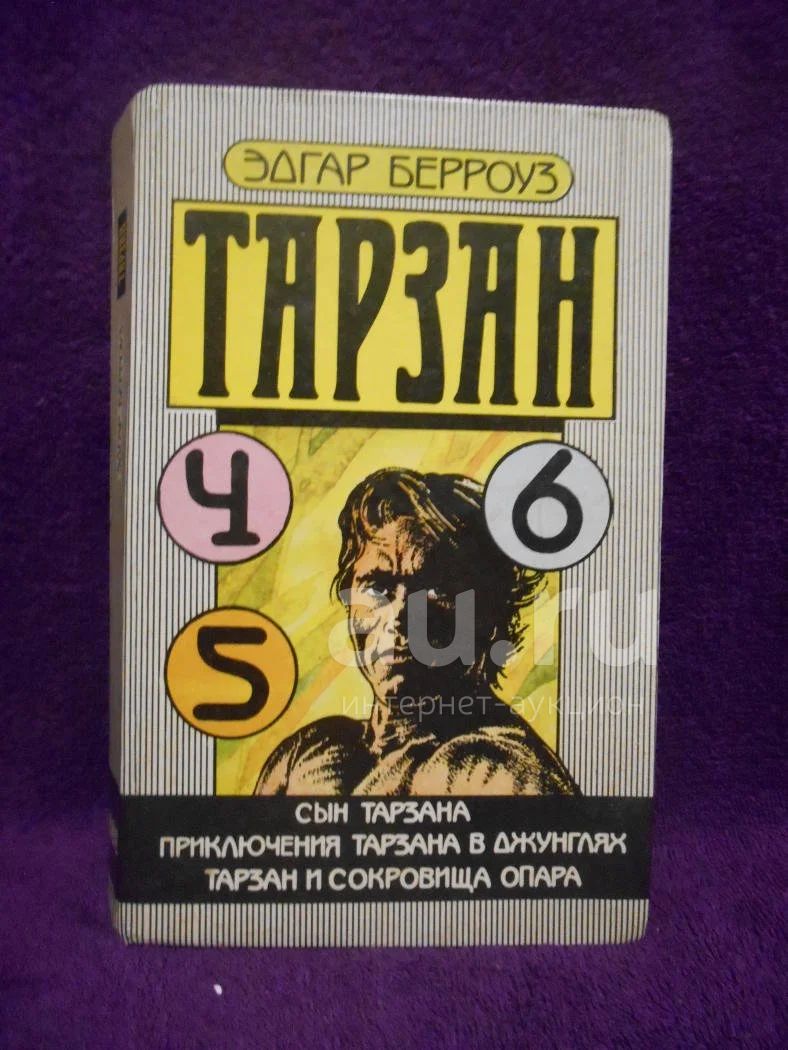 ЭДГАР БЕРРОУЗ
ТАРЗАН
4
6
5
au.ru
интернет-аукцион
СЫН ТАРЗАНА
ПРИКЛЮЧЕНИЯ ТАРЗАНА В ДЖУНГЛЯХ
ТАРЗАН И СОКРОВИЩА ОПАРА